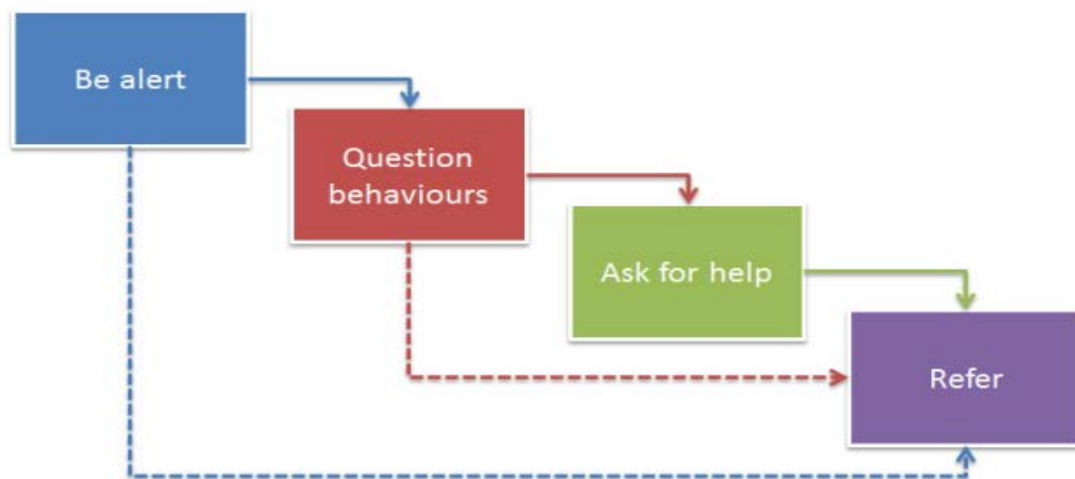 Be alert
Question
behaviours
Ask for help
Refer